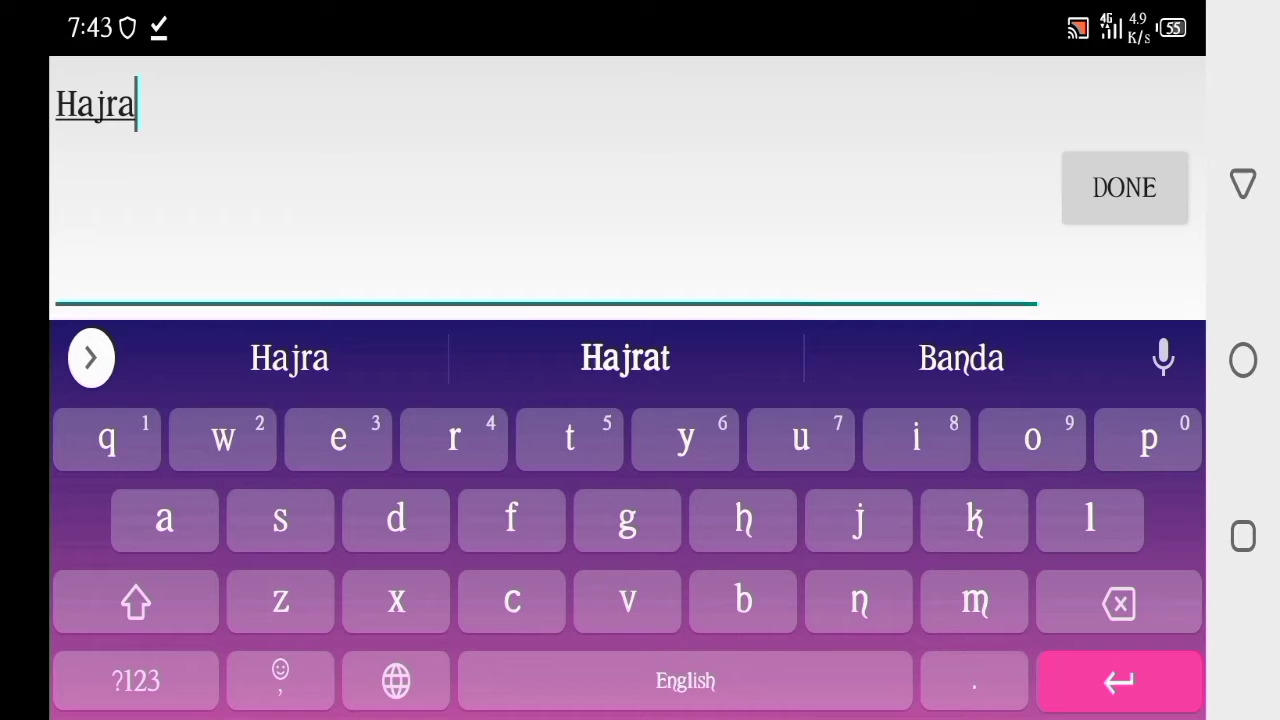 7:43 4G 4.9 K/s 55
Hajra
DONE
Hajra Hajrat Banda
q 1 w 2 e 3 r 4 t 5 y 6 u 7 i 8 o 9 p 0
a s d f g h j k l
z x c v b n m
?123 , English .